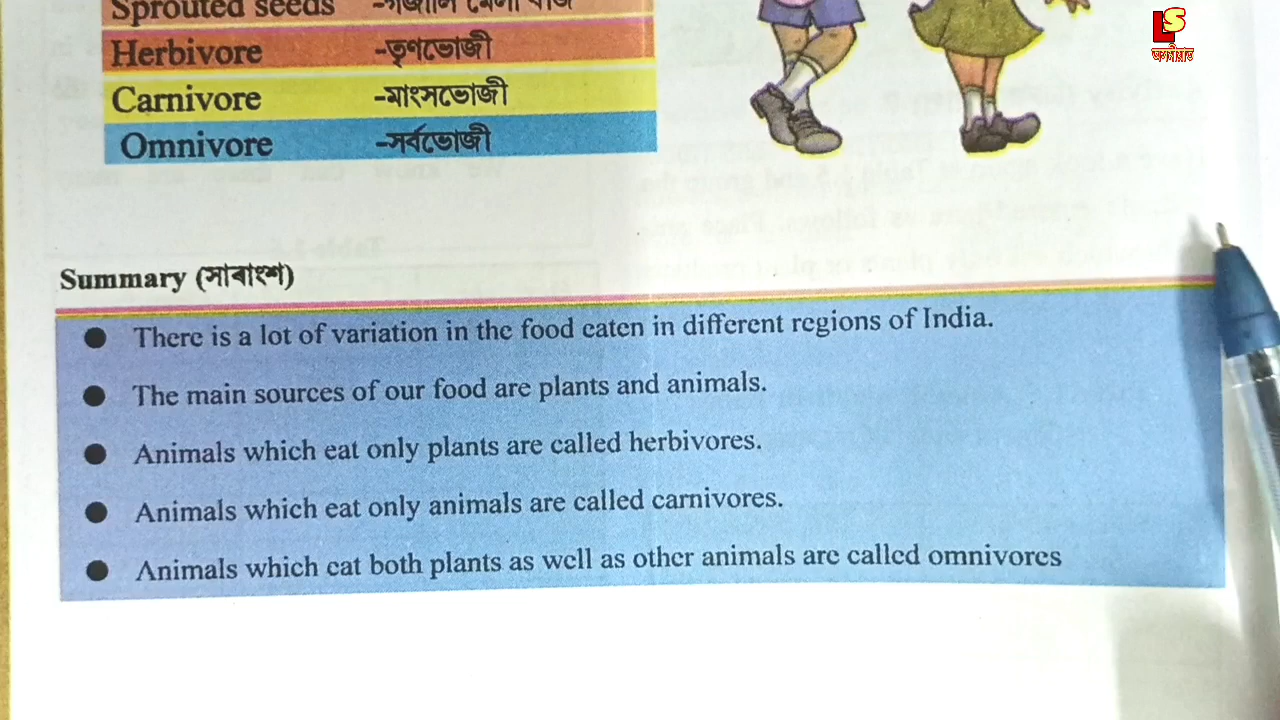 Sprouted seeds
Herbivore -তৃণভোজী
Carnivore -মাংসভোজী
Omnivore -সৰ্বভোজী
LS
অসমীয়াত
Summary (সাৰাংশ)
● There is a lot of variation in the food eaten in different regions of India.
● The main sources of our food are plants and animals.
● Animals which eat only plants are called herbivores.
● Animals which eat only animals are called carnivores.
● Animals which eat both plants as well as other animals are called omnivores